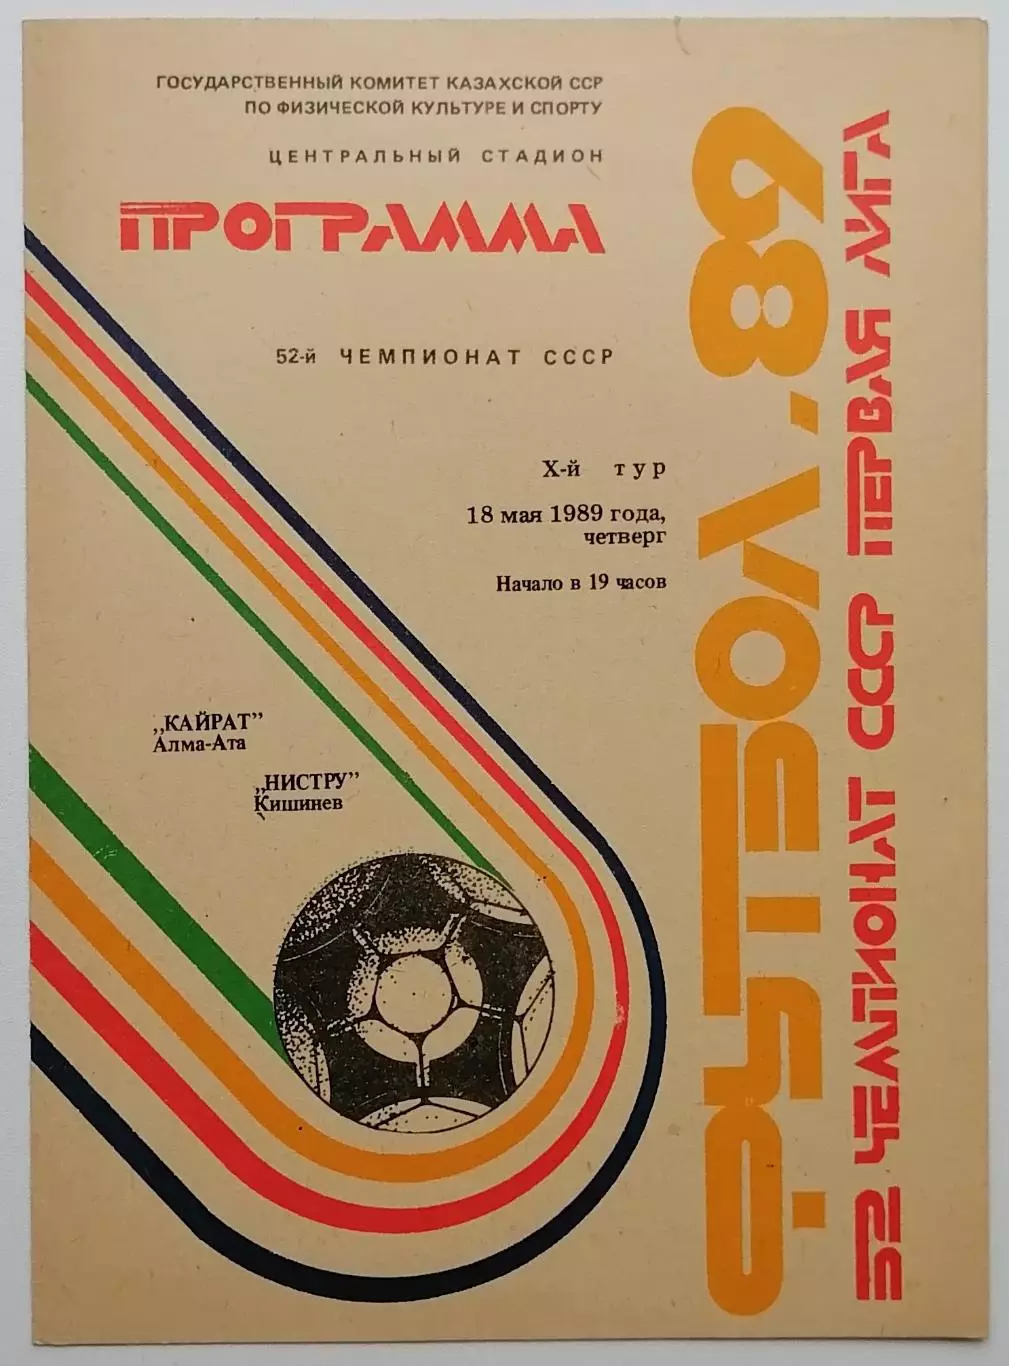 ГОСУДАРСТВЕННЫЙ КОМИТЕТ КАЗАХСКОЙ ССР
ПО ФИЗИЧЕСКОЙ КУЛЬТУРЕ И СПОРТУ
ЦЕНТРАЛЬНЫЙ СТАДИОН
ПРОГРАММА
52-й ЧЕМПИОНАТ СССР
X-й тур
18 мая 1989 года,
четверг
Начало в 19 часов
„КАЙРАТ”
Алма-Ата
„НИСТРУ”
Кишинев
ФУТБОЛ, 89
52 ЧЕМПИОНАТ СССР ПЕРВАЯ ЛИГА